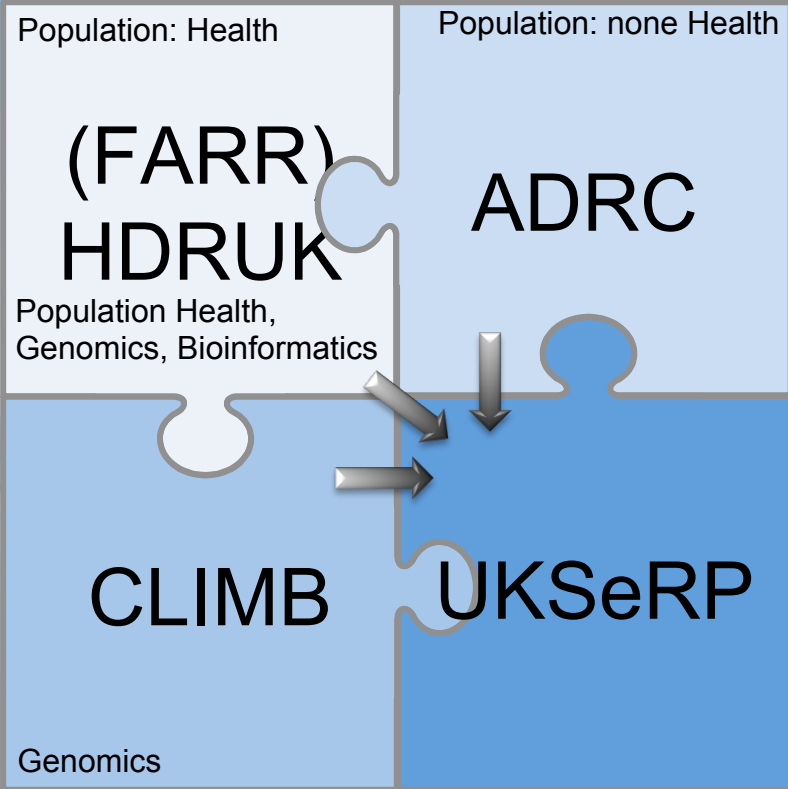 Population: Health
(FARR)
HDRUK
Population Health,
Genomics, Bioinformatics
Population: none Health
ADRC
CLIMB
Genomics
UKSeRP